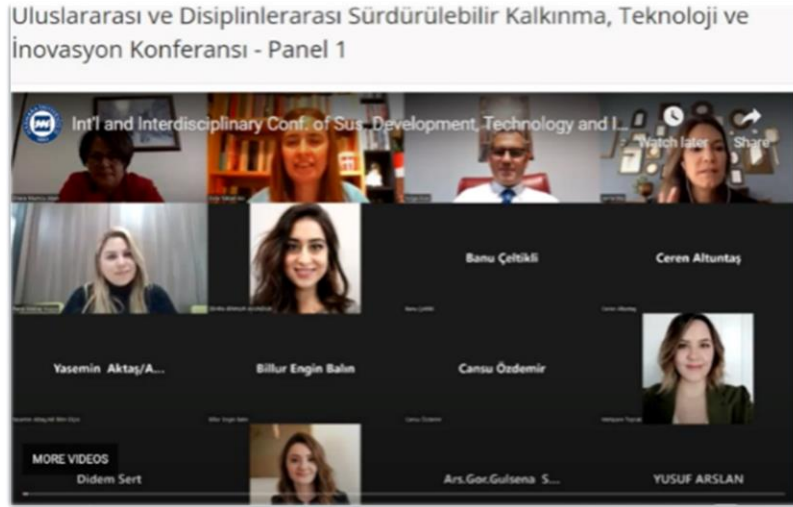 Uluslararası ve Disiplinlerarası Sürdürülebilir Kalkınma, Teknoloji ve
İnovasyon Konferansı - Panel 1
Int'l and Interdisciplinary Conf. of Sus. Development, Technology and I...
Watch later
Share
Banu Çeltikli
Ceren Altuntaş
Yasemin Aktaş/A...
Billur Engin Balın
Cansu Özdemir
MORE VIDEOS
Didem Sert
Ars.Gor.Gulsena S...
YUSUF ARSLAN